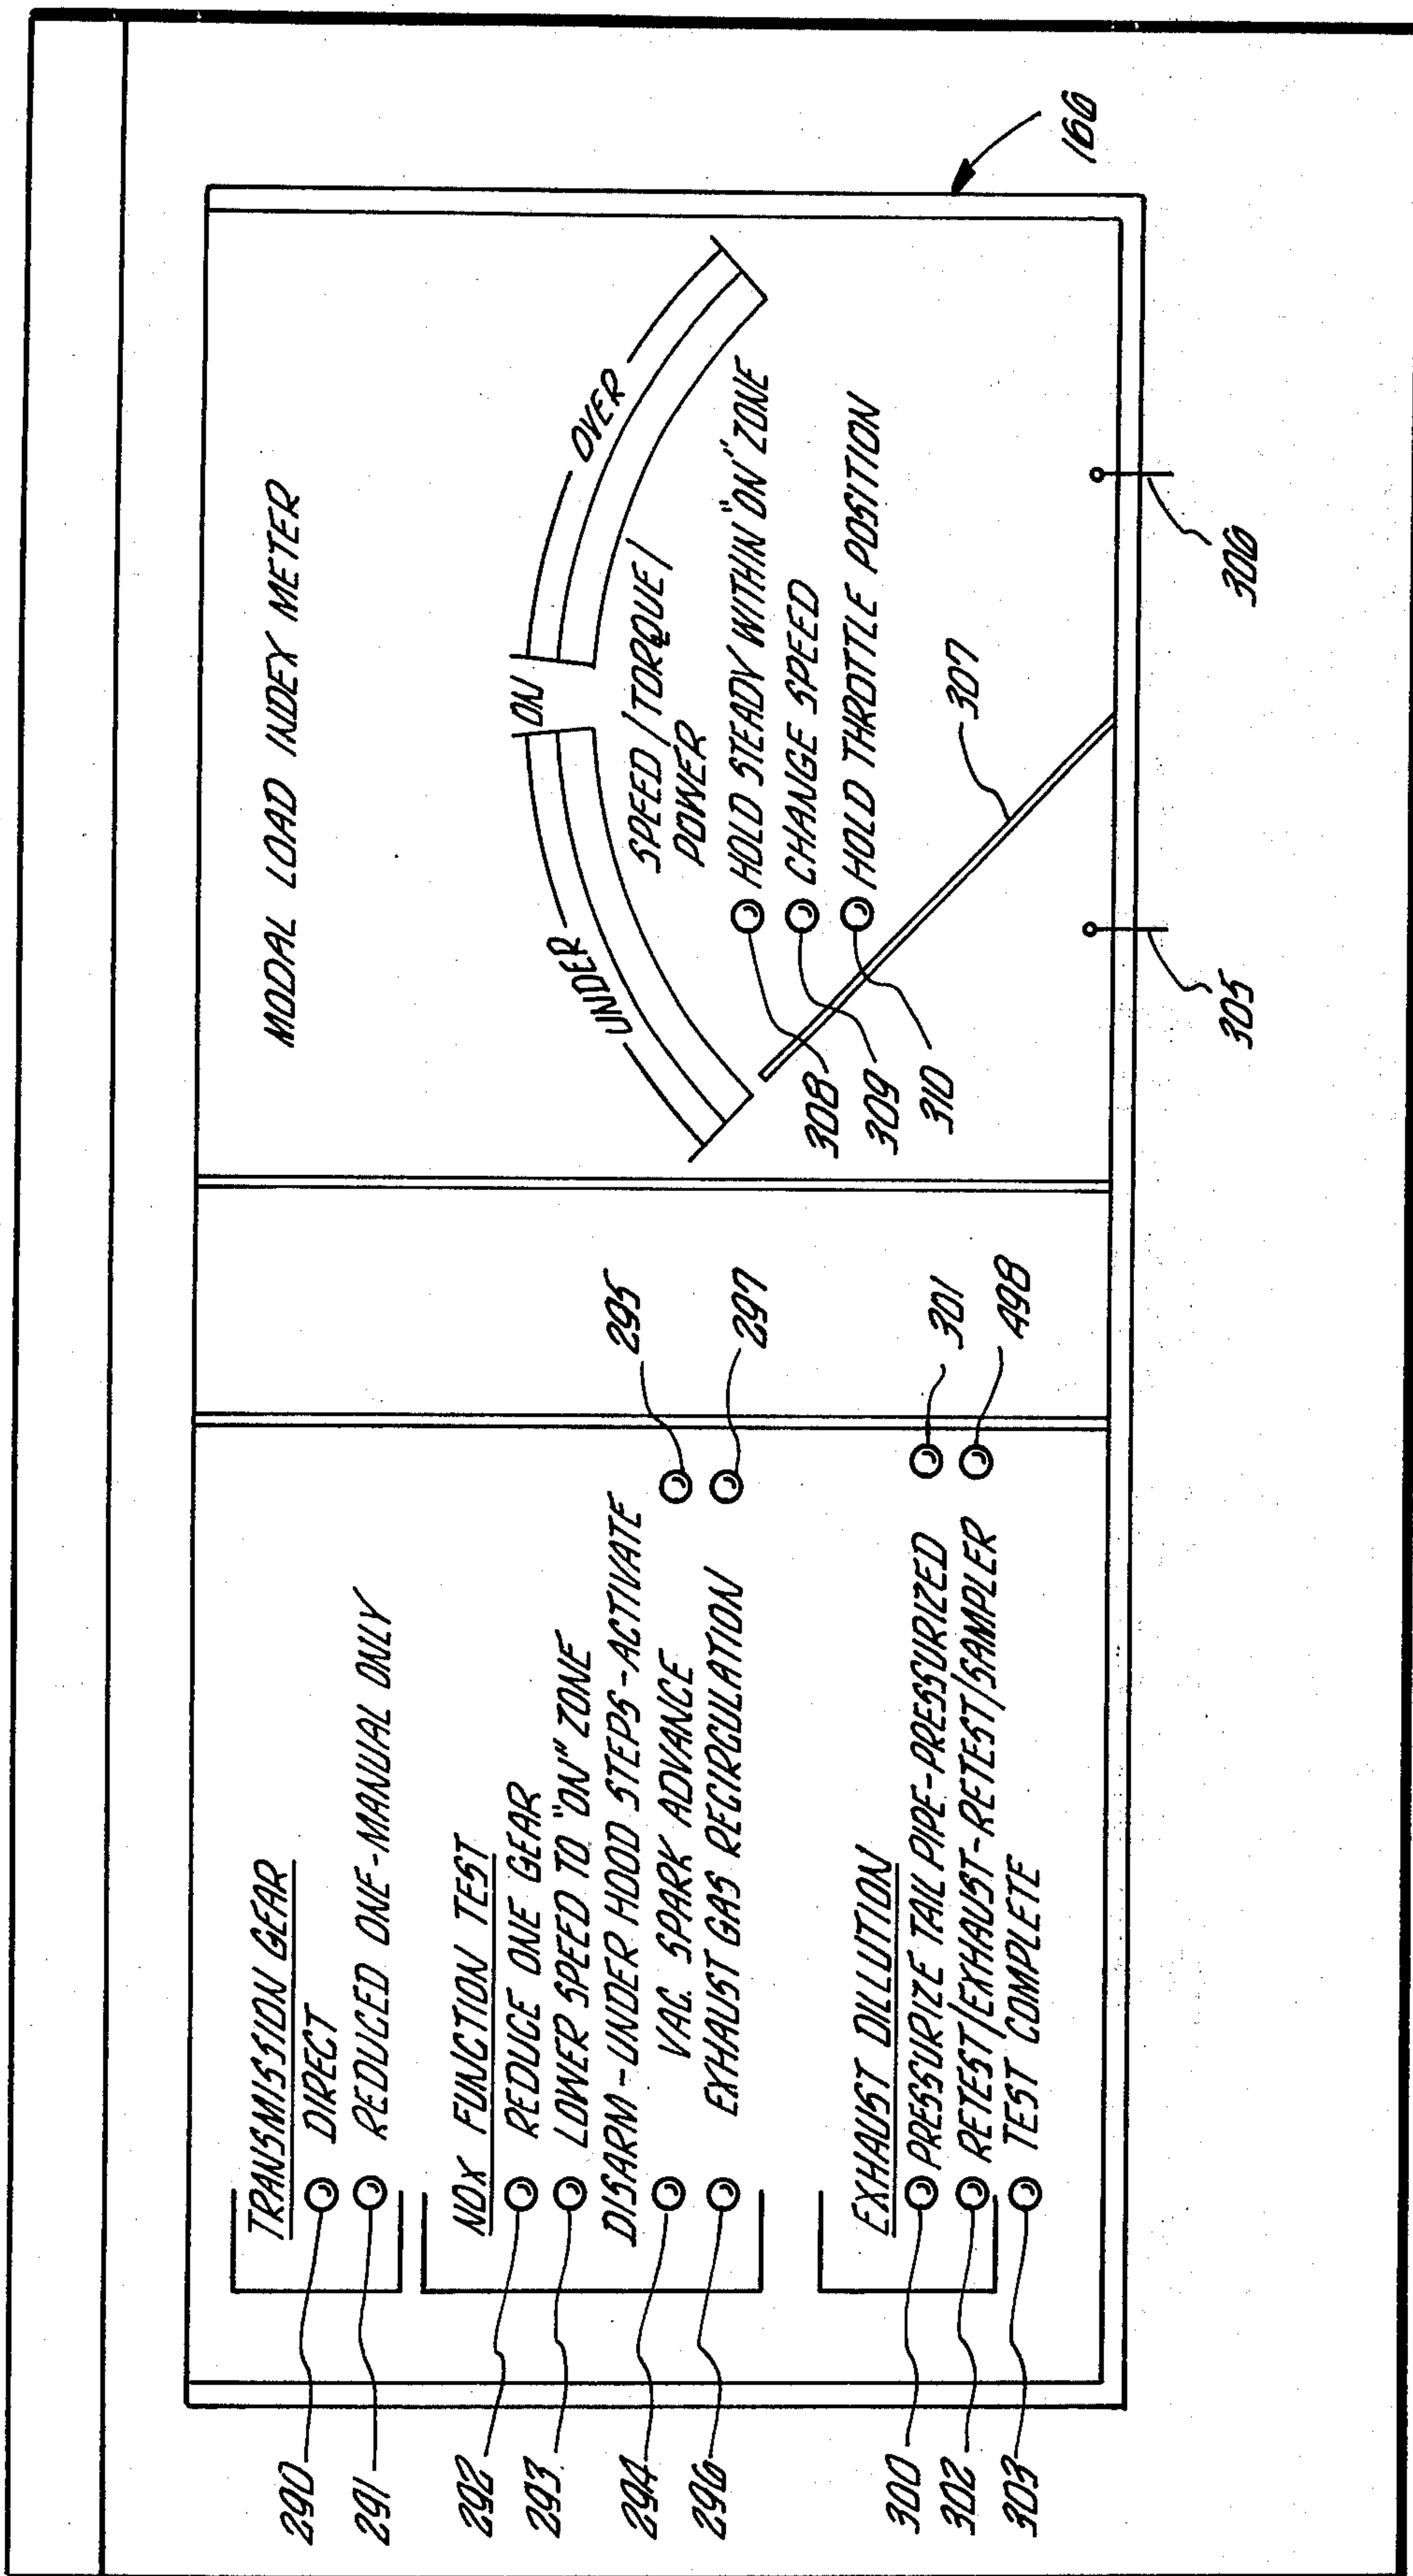 TRANSMISSION GEAR
290 DIRECT
291 REDUCED ONE-MANUAL ONLY
NOX FUNCTION TEST
292 REDUCE ONE GEAR
293 LOWER SPEED TO "ON" ZONE
DISARM-UNDER HOOD STEPS-ACTIVATE
294 VAC. SPARK ADVANCE 295
296 EXHAUST GAS RECIRCULATION 297
EXHAUST DILLUTION
300 PRESSURIZE TAIL PIPE-PRESSURIZED 301
302 RETEST/EXHAUST-RETEST/SAMPLER 498
303 TEST COMPLETE
MODAL LOAD INDEX METER
UNDER
ON
OVER
SPEED/TORQUE/
POWER
308 HOLD STEADY WITHIN "ON" ZONE
309 CHANGE SPEED
310 HOLD THROTTLE POSITION
307
305
306
166